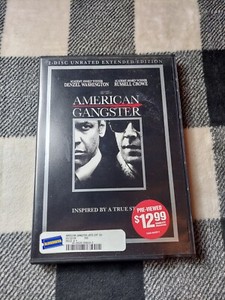 2-DISC UNRATED EXTENDED EDITION
ACADEMY AWARD WINNER ACADEMY AWARD WINNER
DENZEL WASHINGTON RUSSELL CROWE
AMERICAN
GANGSTER
INSPIRED BY A TRUE
PRE-VIEWED
$12.99